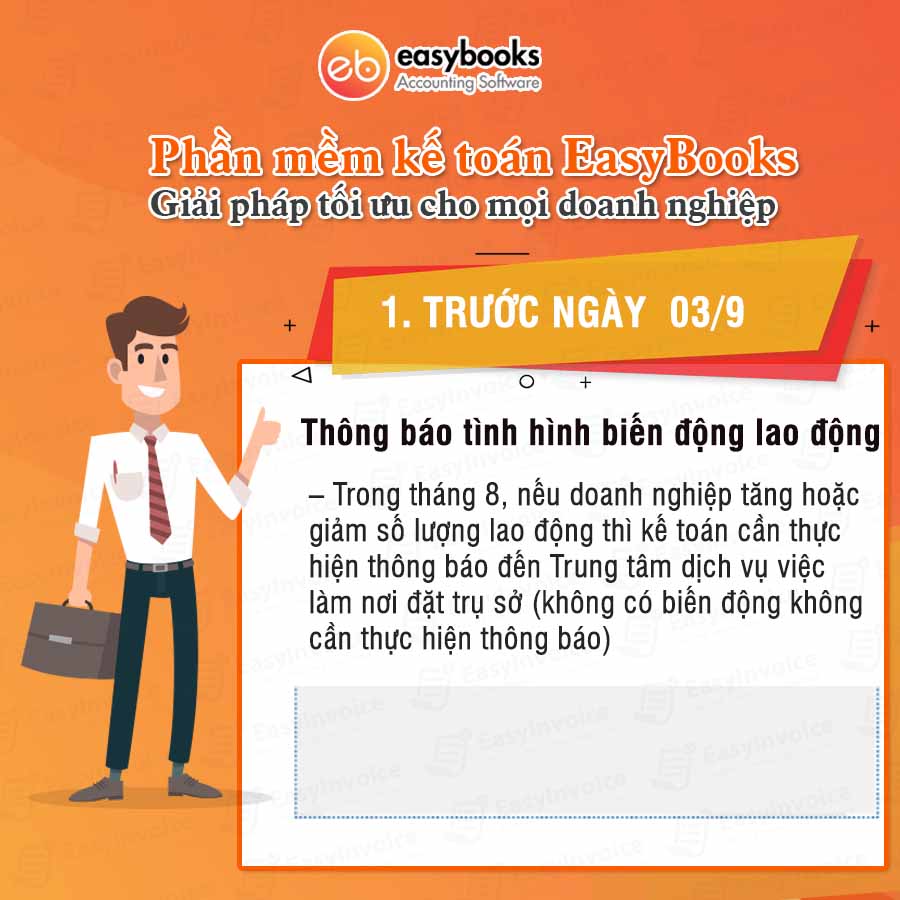 eb easybooks
Accounting Software
Phần mềm kế toán EasyBooks
Giải pháp tối ưu cho mọi doanh nghiệp
1. TRƯỚC NGÀY 03/9
Thông báo tình hình biến động lao động
– Trong tháng 8, nếu doanh nghiệp tăng hoặc
giảm số lượng lao động thì kế toán cần thực
hiện thông báo đến Trung tâm dịch vụ việc
làm nơi đặt trụ sở (không có biến động không
cần thực hiện thông báo)
EasyInvoice